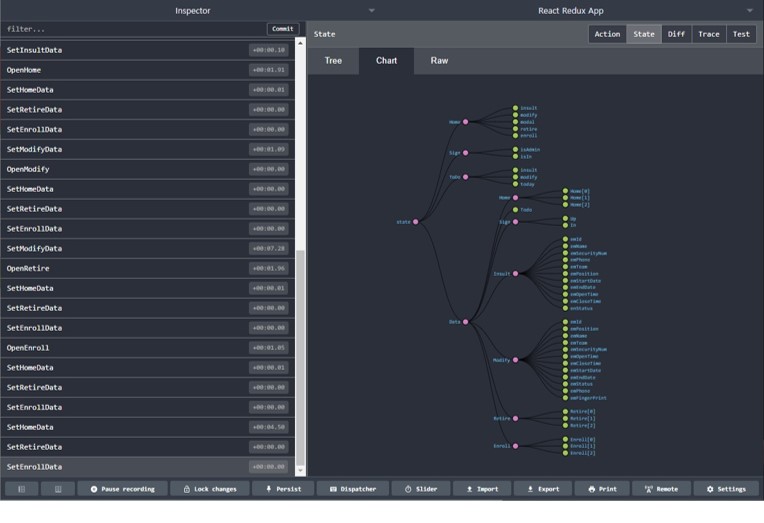 Inspector
React Redux App
filter...
Commit
SetInsultData +00:00.10
OpenHome +00:01.91
SetHomeData +00:00.01
SetRetireData +00:00.00
SetEnrollData +00:00.00
SetModifyData +00:01.09
OpenModify +00:00.00
SetHomeData +00:00.00
SetRetireData +00:00.00
SetEnrollData +00:00.00
SetModifyData +00:07.28
OpenRetire +00:01.96
SetHomeData +00:00.01
SetRetireData +00:00.00
SetEnrollData +00:00.00
OpenEnroll +00:01.05
SetHomeData +00:00.01
SetRetireData +00:00.00
SetEnrollData +00:00.00
SetHomeData +00:04.50
SetRetireData +00:00.00
SetEnrollData +00:00.00
State
Action State Diff Trace Test
Tree Chart Raw
state
Home
insult
modify
modal
retire
enroll
Sign
isAdmin
isIn
Todo
insult
modify
today
Data
Home
Home[0]
Home[1]
Home[2]
Todo
Sign
Up
In
Insult
emId
emName
emSecurityNum
emPhone
emTeam
emPosition
emStartDate
emEndDate
emOpenTime
emCloseTime
emStatus
Modify
emId
emPosition
emName
emTeam
emSecurityNum
emOpenTime
emCloseTime
emStartDate
emEndDate
emStatus
emPhone
emFingerPrint
Retire
Retire[0]
Retire[1]
Retire[2]
Enroll
Enroll[0]
Enroll[1]
Enroll[2]
Pause recording
Lock changes
Persist
Dispatcher
Slider
Import
Export
Print
Remote
Settings